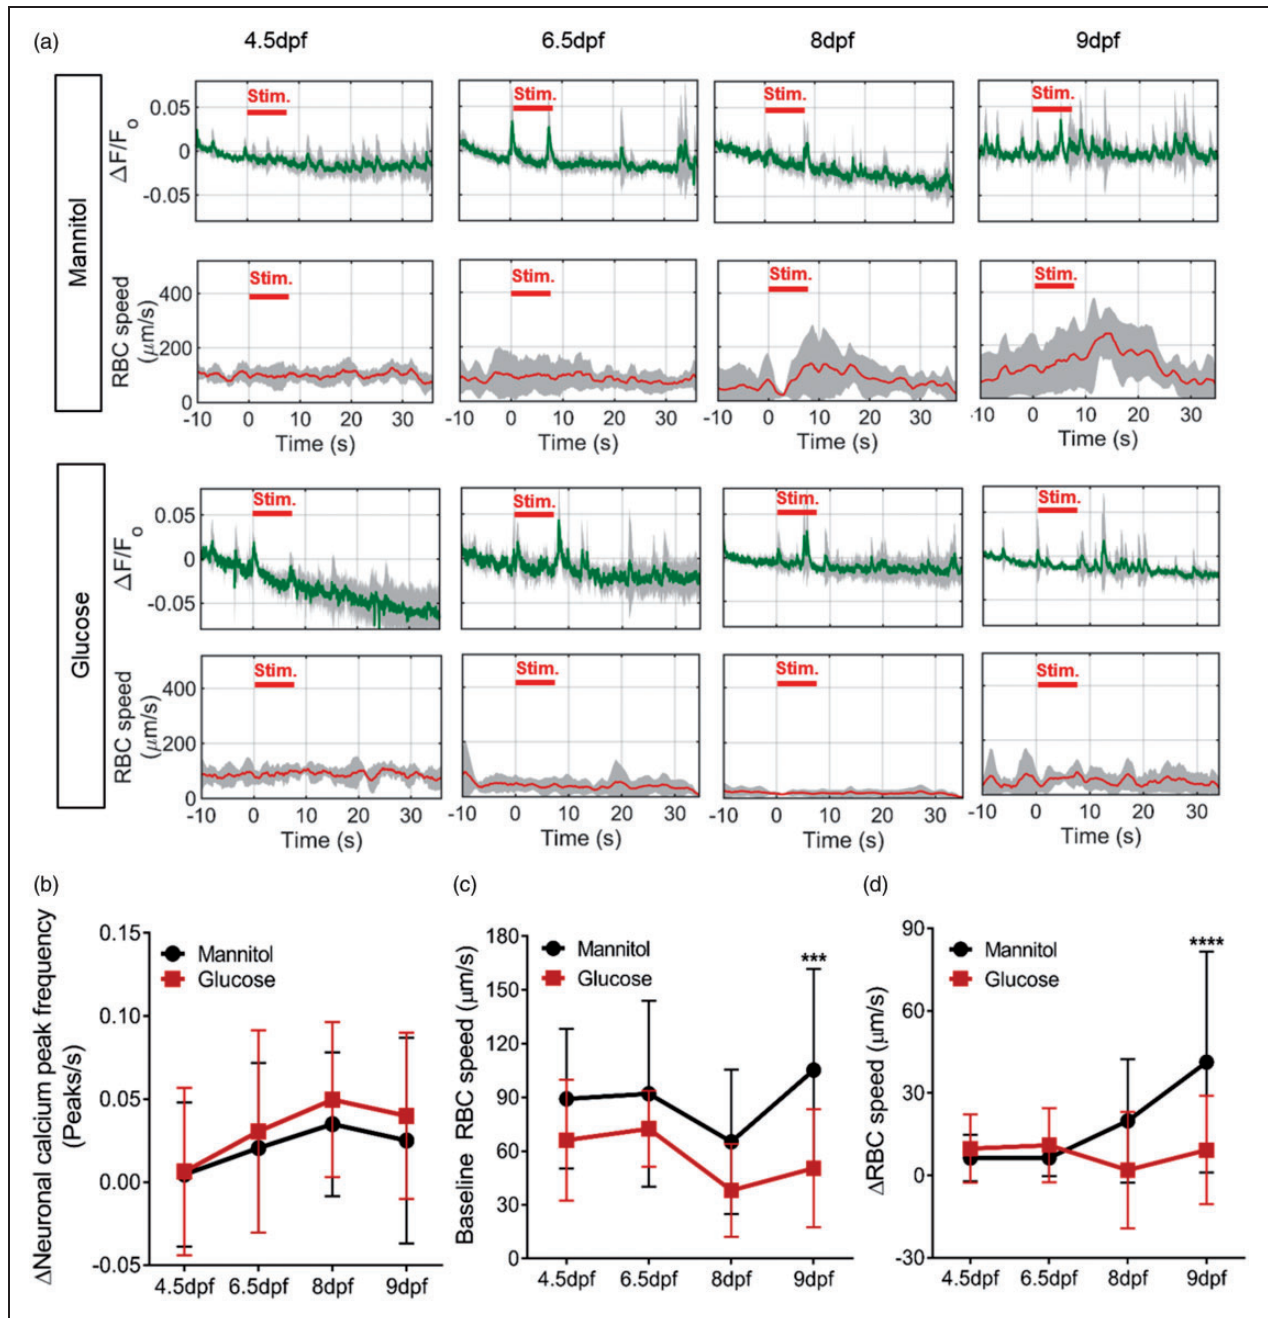 (a)
4.5dpf 6.5dpf 8dpf 9dpf
Mannitol
ΔF/Fo
0.05
0
-0.05
Stim. Stim. Stim. Stim.
RBC speed
(μm/s)
400
200
0
Stim. Stim. Stim. Stim.
-10 0 10 20 30 -10 0 10 20 30 -10 0 10 20 30 -10 0 10 20 30
Time (s) Time (s) Time (s) Time (s)
Glucose
ΔF/Fo
0.05
0
-0.05
Stim. Stim. Stim. Stim.
RBC speed
(μm/s)
400
200
0
Stim. Stim. Stim. Stim.
-10 0 10 20 30 -10 0 10 20 30 -10 0 10 20 30 -10 0 10 20 30
Time (s) Time (s) Time (s) Time (s)
(b)
ΔNeuronal calcium peak frequency
(Peaks/s)
0.15
0.10
0.05
0.00
-0.05
Mannitol
Glucose
4.5dpf 6.5dpf 8dpf 9dpf
(c)
Baseline RBC speed (μm/s)
180
150
120
90
60
30
0
Mannitol
Glucose
***
4.5dpf 6.5dpf 8dpf 9dpf
(d)
ΔRBC speed (μm/s)
90
60
30
0
-30
Mannitol
Glucose
****
4.5dpf 6.5dpf 8dpf 9dpf